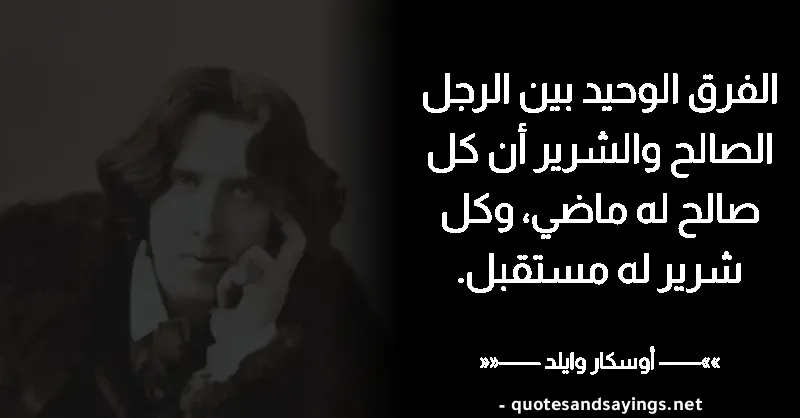 الفرق الوحيد بين الرجل
الصالح والشرير أن كل
صالح له ماضي، وكل
شرير له مستقبل.
»»—— أوسكار وايلد ——««
- quotesandsayings.net